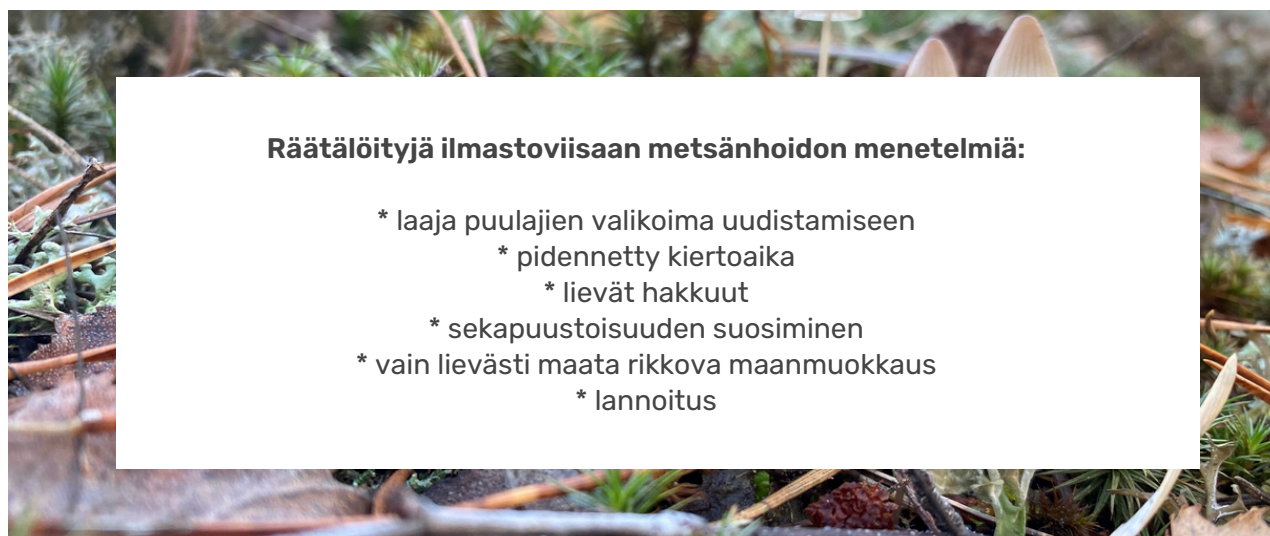 Räätälöityjä ilmastoviisaan metsänhoidon menetelmiä:
* laaja puulajien valikoima uudistamiseen
* pidennetty kiertoaika
* lievät hakkuut
* sekapuustoisuuden suosiminen
* vain lievästi maata rikkova maanmuokkaus
* lannoitus